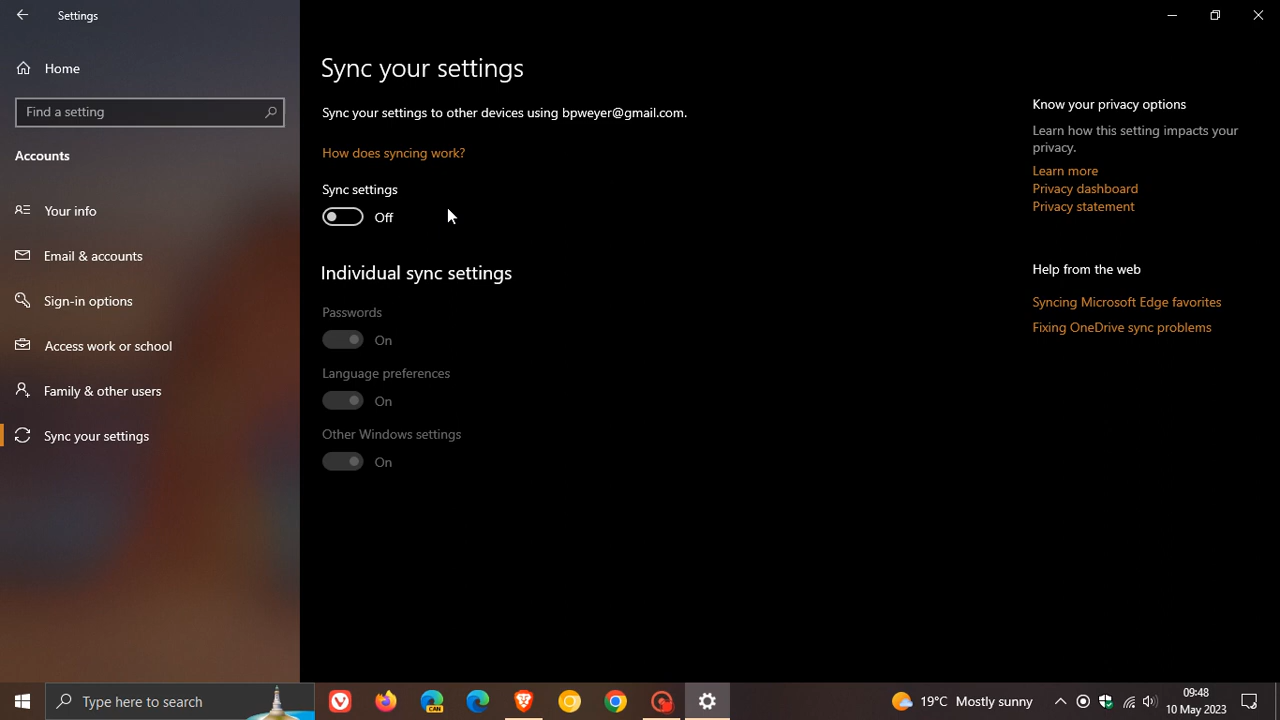 Settings
Home
Find a setting
Accounts
Your info
Email & accounts
Sign-in options
Access work or school
Family & other users
Sync your settings
Sync your settings
Sync your settings to other devices using bpweyer@gmail.com.
How does syncing work?
Sync settings
Off
Individual sync settings
Passwords
On
Language preferences
On
Other Windows settings
On
Know your privacy options
Learn how this setting impacts your
privacy.
Learn more
Privacy dashboard
Privacy statement
Help from the web
Syncing Microsoft Edge favorites
Fixing OneDrive sync problems
Type here to search
CAN
19°C Mostly sunny
09:48
10 May 2023